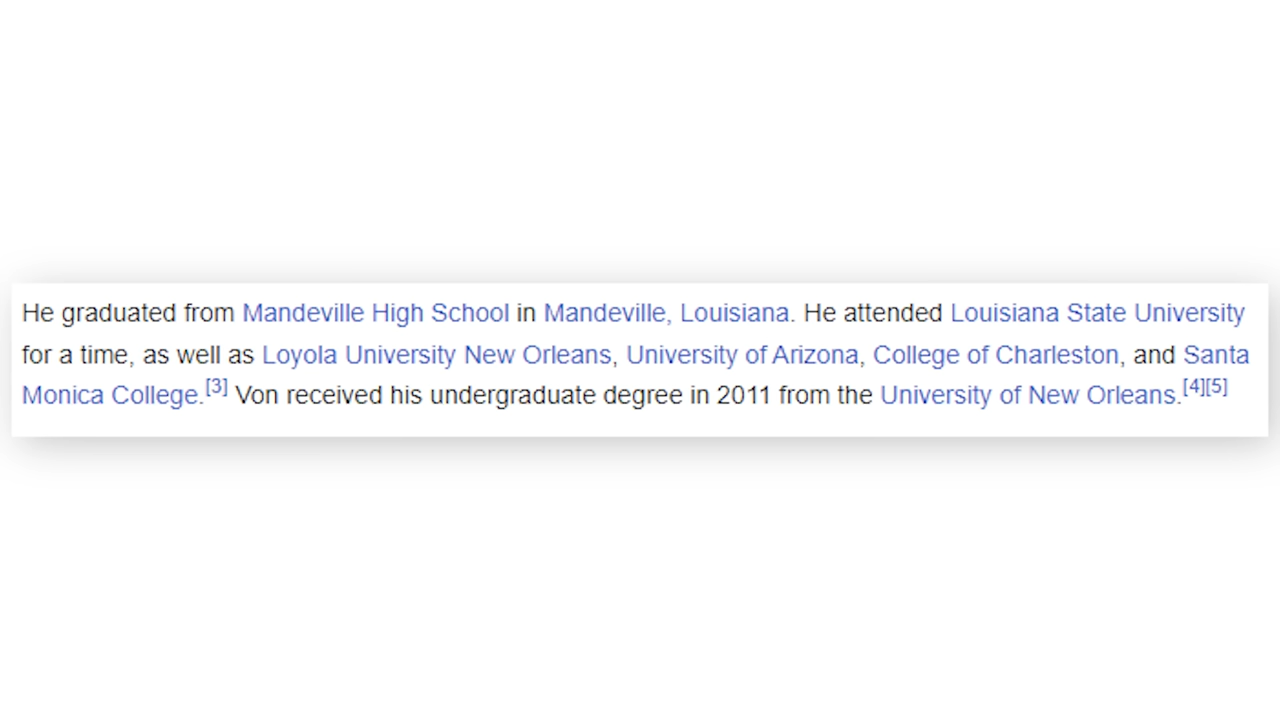 He graduated from Mandeville High School in Mandeville, Louisiana. He attended Louisiana State University
for a time, as well as Loyola University New Orleans, University of Arizona, College of Charleston, and Santa
Monica College.[3] Von received his undergraduate degree in 2011 from the University of New Orleans.[4][5]